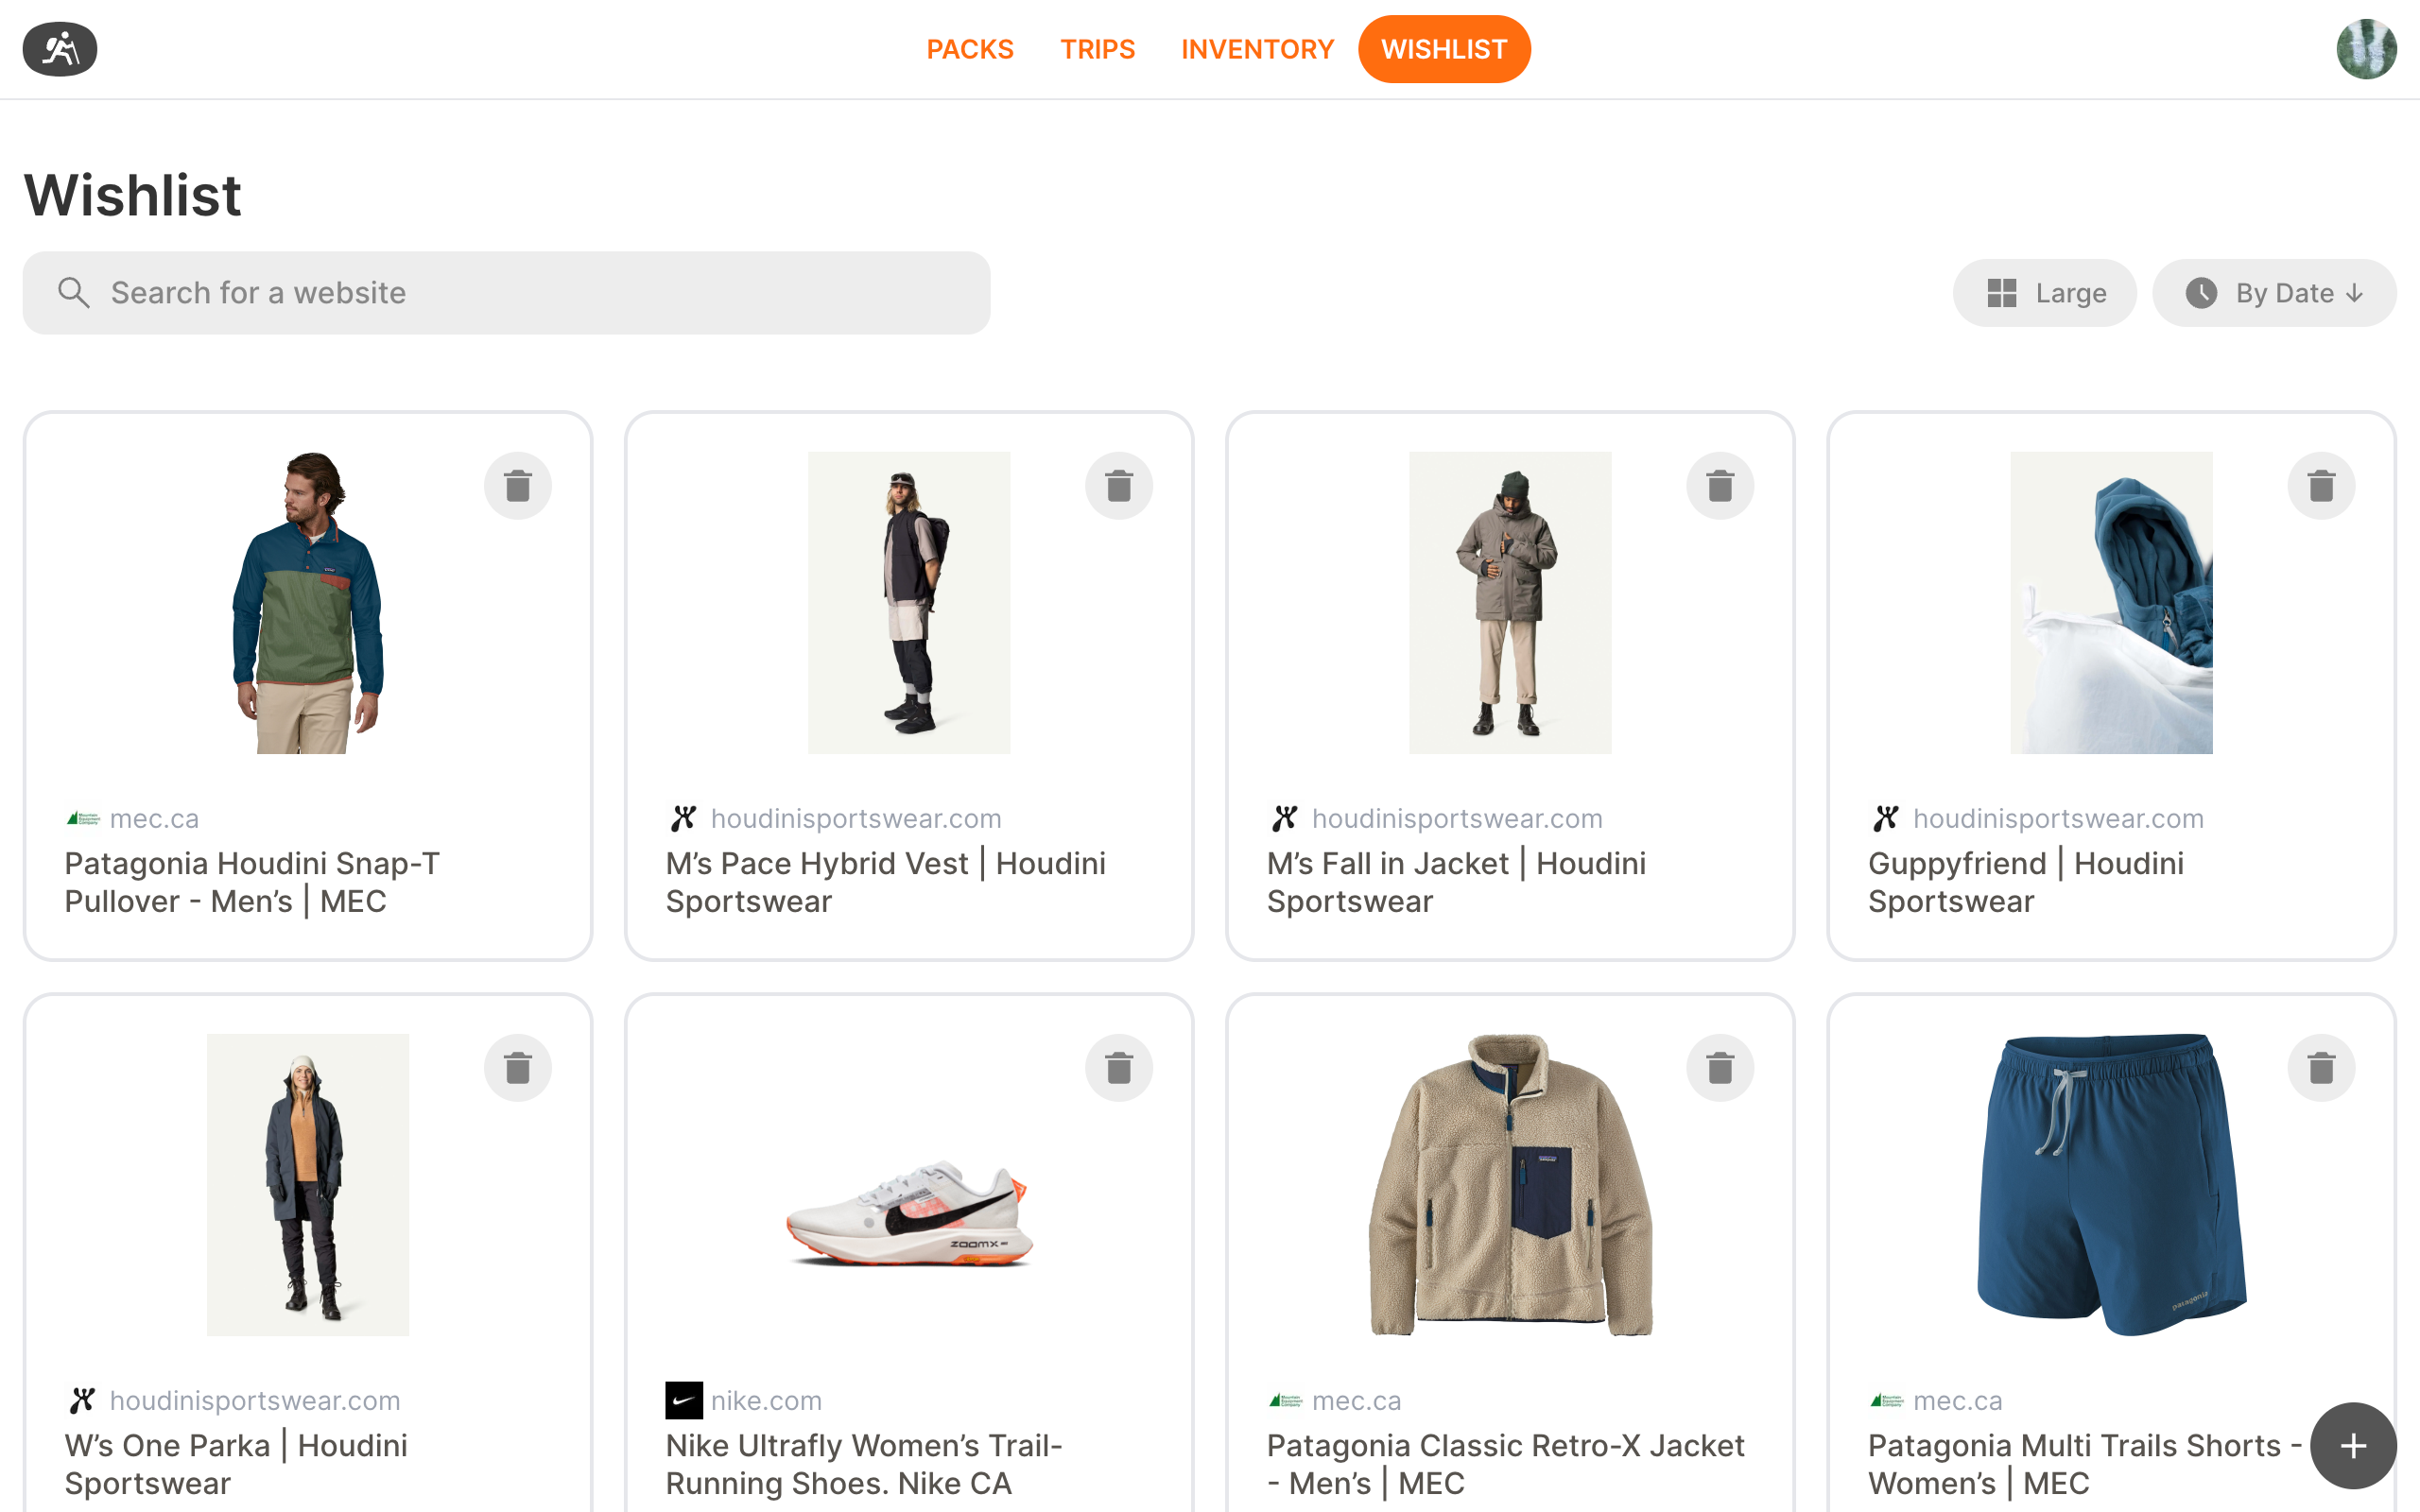 PACKS
TRIPS
INVENTORY
WISHLIST
Wishlist
Search for a website
Large
By Date ↓
mec.ca
Patagonia Houdini Snap-T
Pullover - Men’s | MEC
houdinisportswear.com
M’s Pace Hybrid Vest | Houdini
Sportswear
houdinisportswear.com
M’s Fall in Jacket | Houdini
Sportswear
houdinisportswear.com
Guppyfriend | Houdini
Sportswear
ZOOMX
patagonia
houdinisportswear.com
W’s One Parka | Houdini
Sportswear
nike.com
Nike Ultrafly Women’s Trail-
Running Shoes. Nike CA
mec.ca
Patagonia Classic Retro-X Jacket
- Men’s | MEC
mec.ca
Patagonia Multi Trails Shorts -
Women’s | MEC